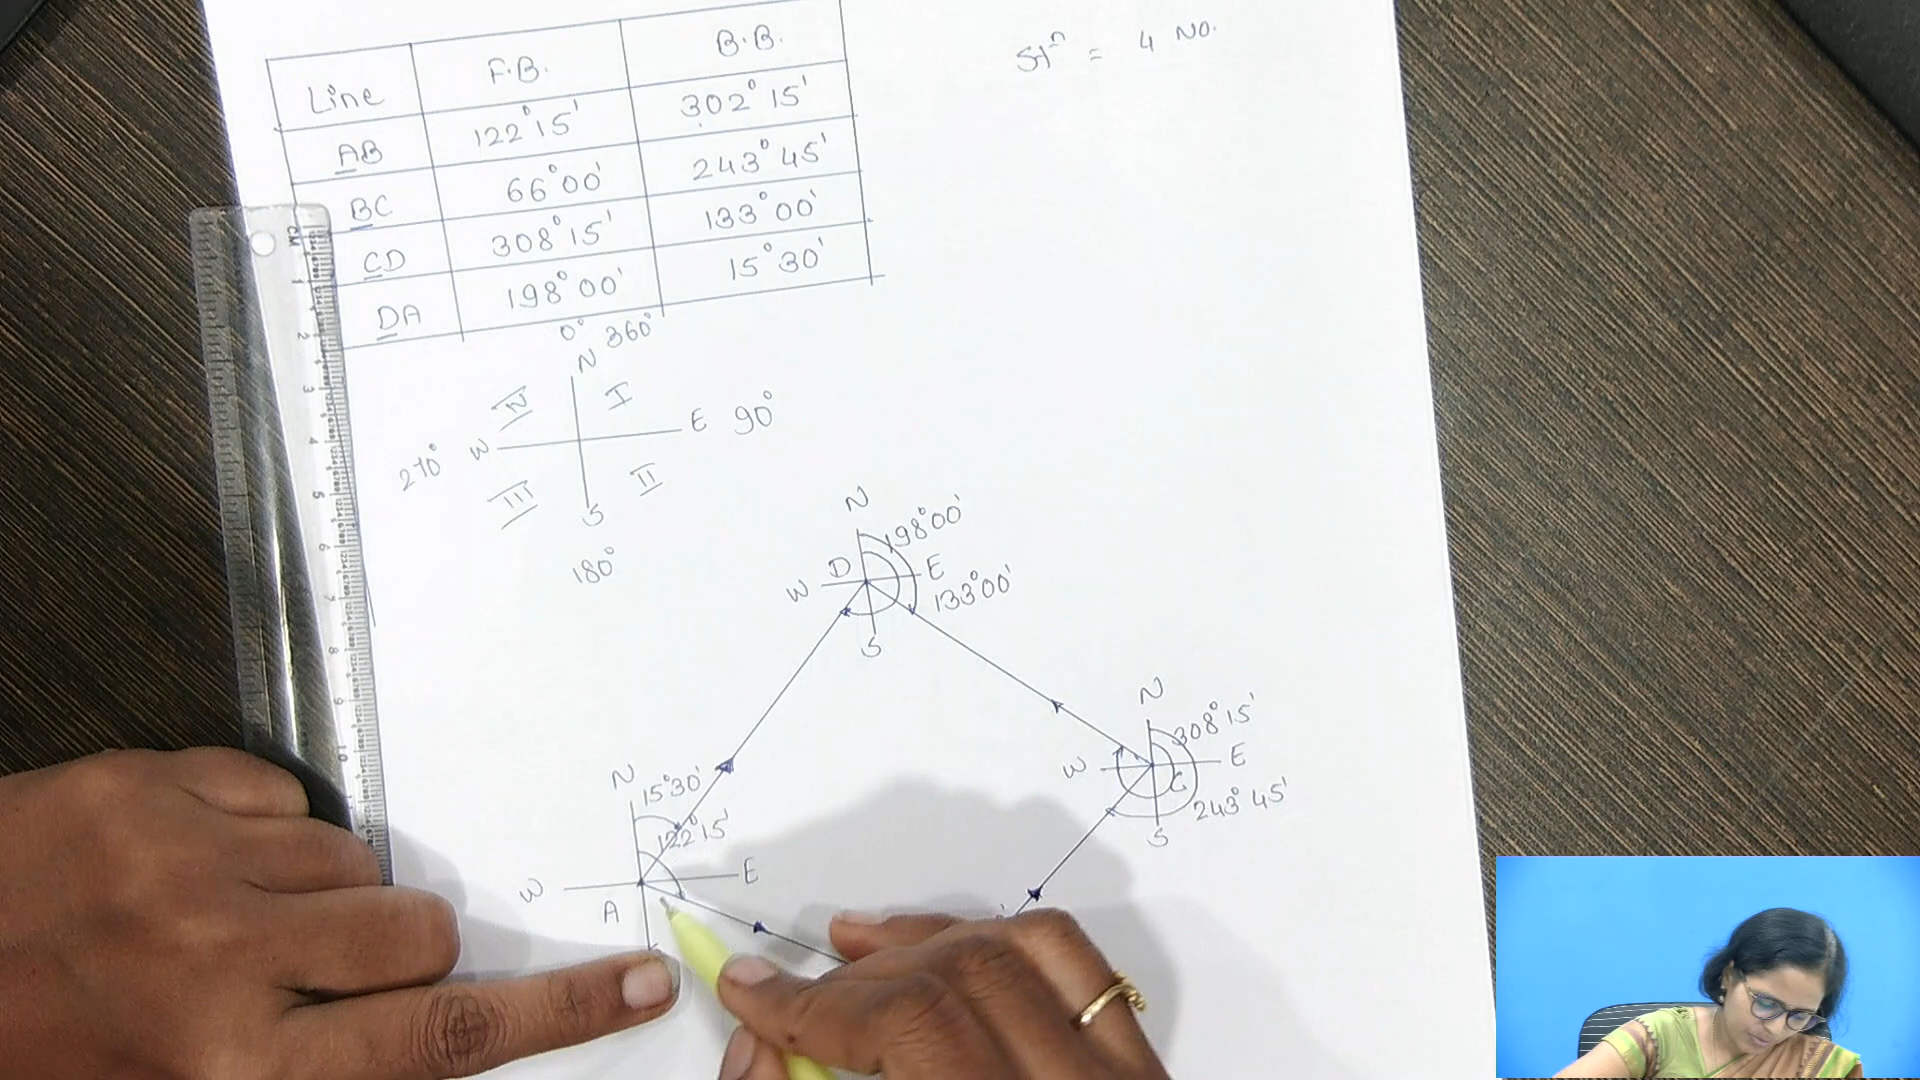 Line F.B. B.B.
AB 122°15' 302°15'
BC 66°00' 243°45'
CD 308°15' 133°00'
DA 198°00' 15°30'
Stn = 4 No.
0° 360°
N
IV I
W E 90°
270°
III II
S
180°
N
198°00'
D E
W 133°00'
S
N
308°15'
W E
C
243°45'
S
N
15°30'
122°15'
W E
A